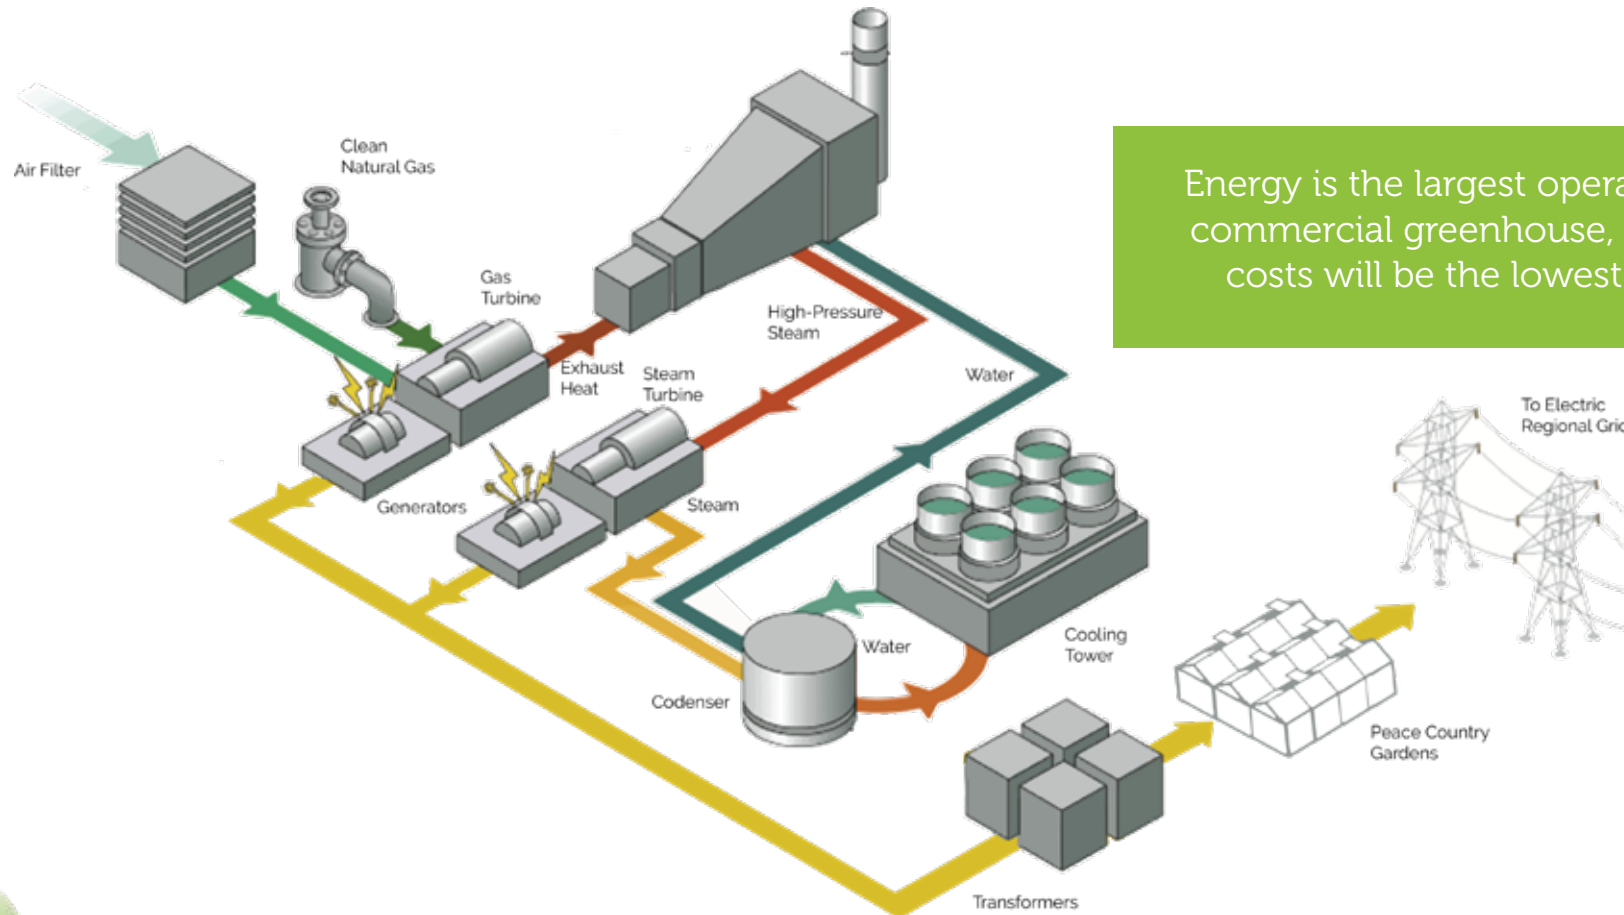 Air Filter
Clean
Natural Gas
Gas
Turbine
Exhaust
Heat
Steam
Turbine
High-Pressure
Steam
Water
Generators
Steam
Codenser
Water
Cooling
Tower
Transformers
Peace Country
Gardens
To Electric
Regional
Energy is the largest
commercial greenhouse,
costs will be the lowest